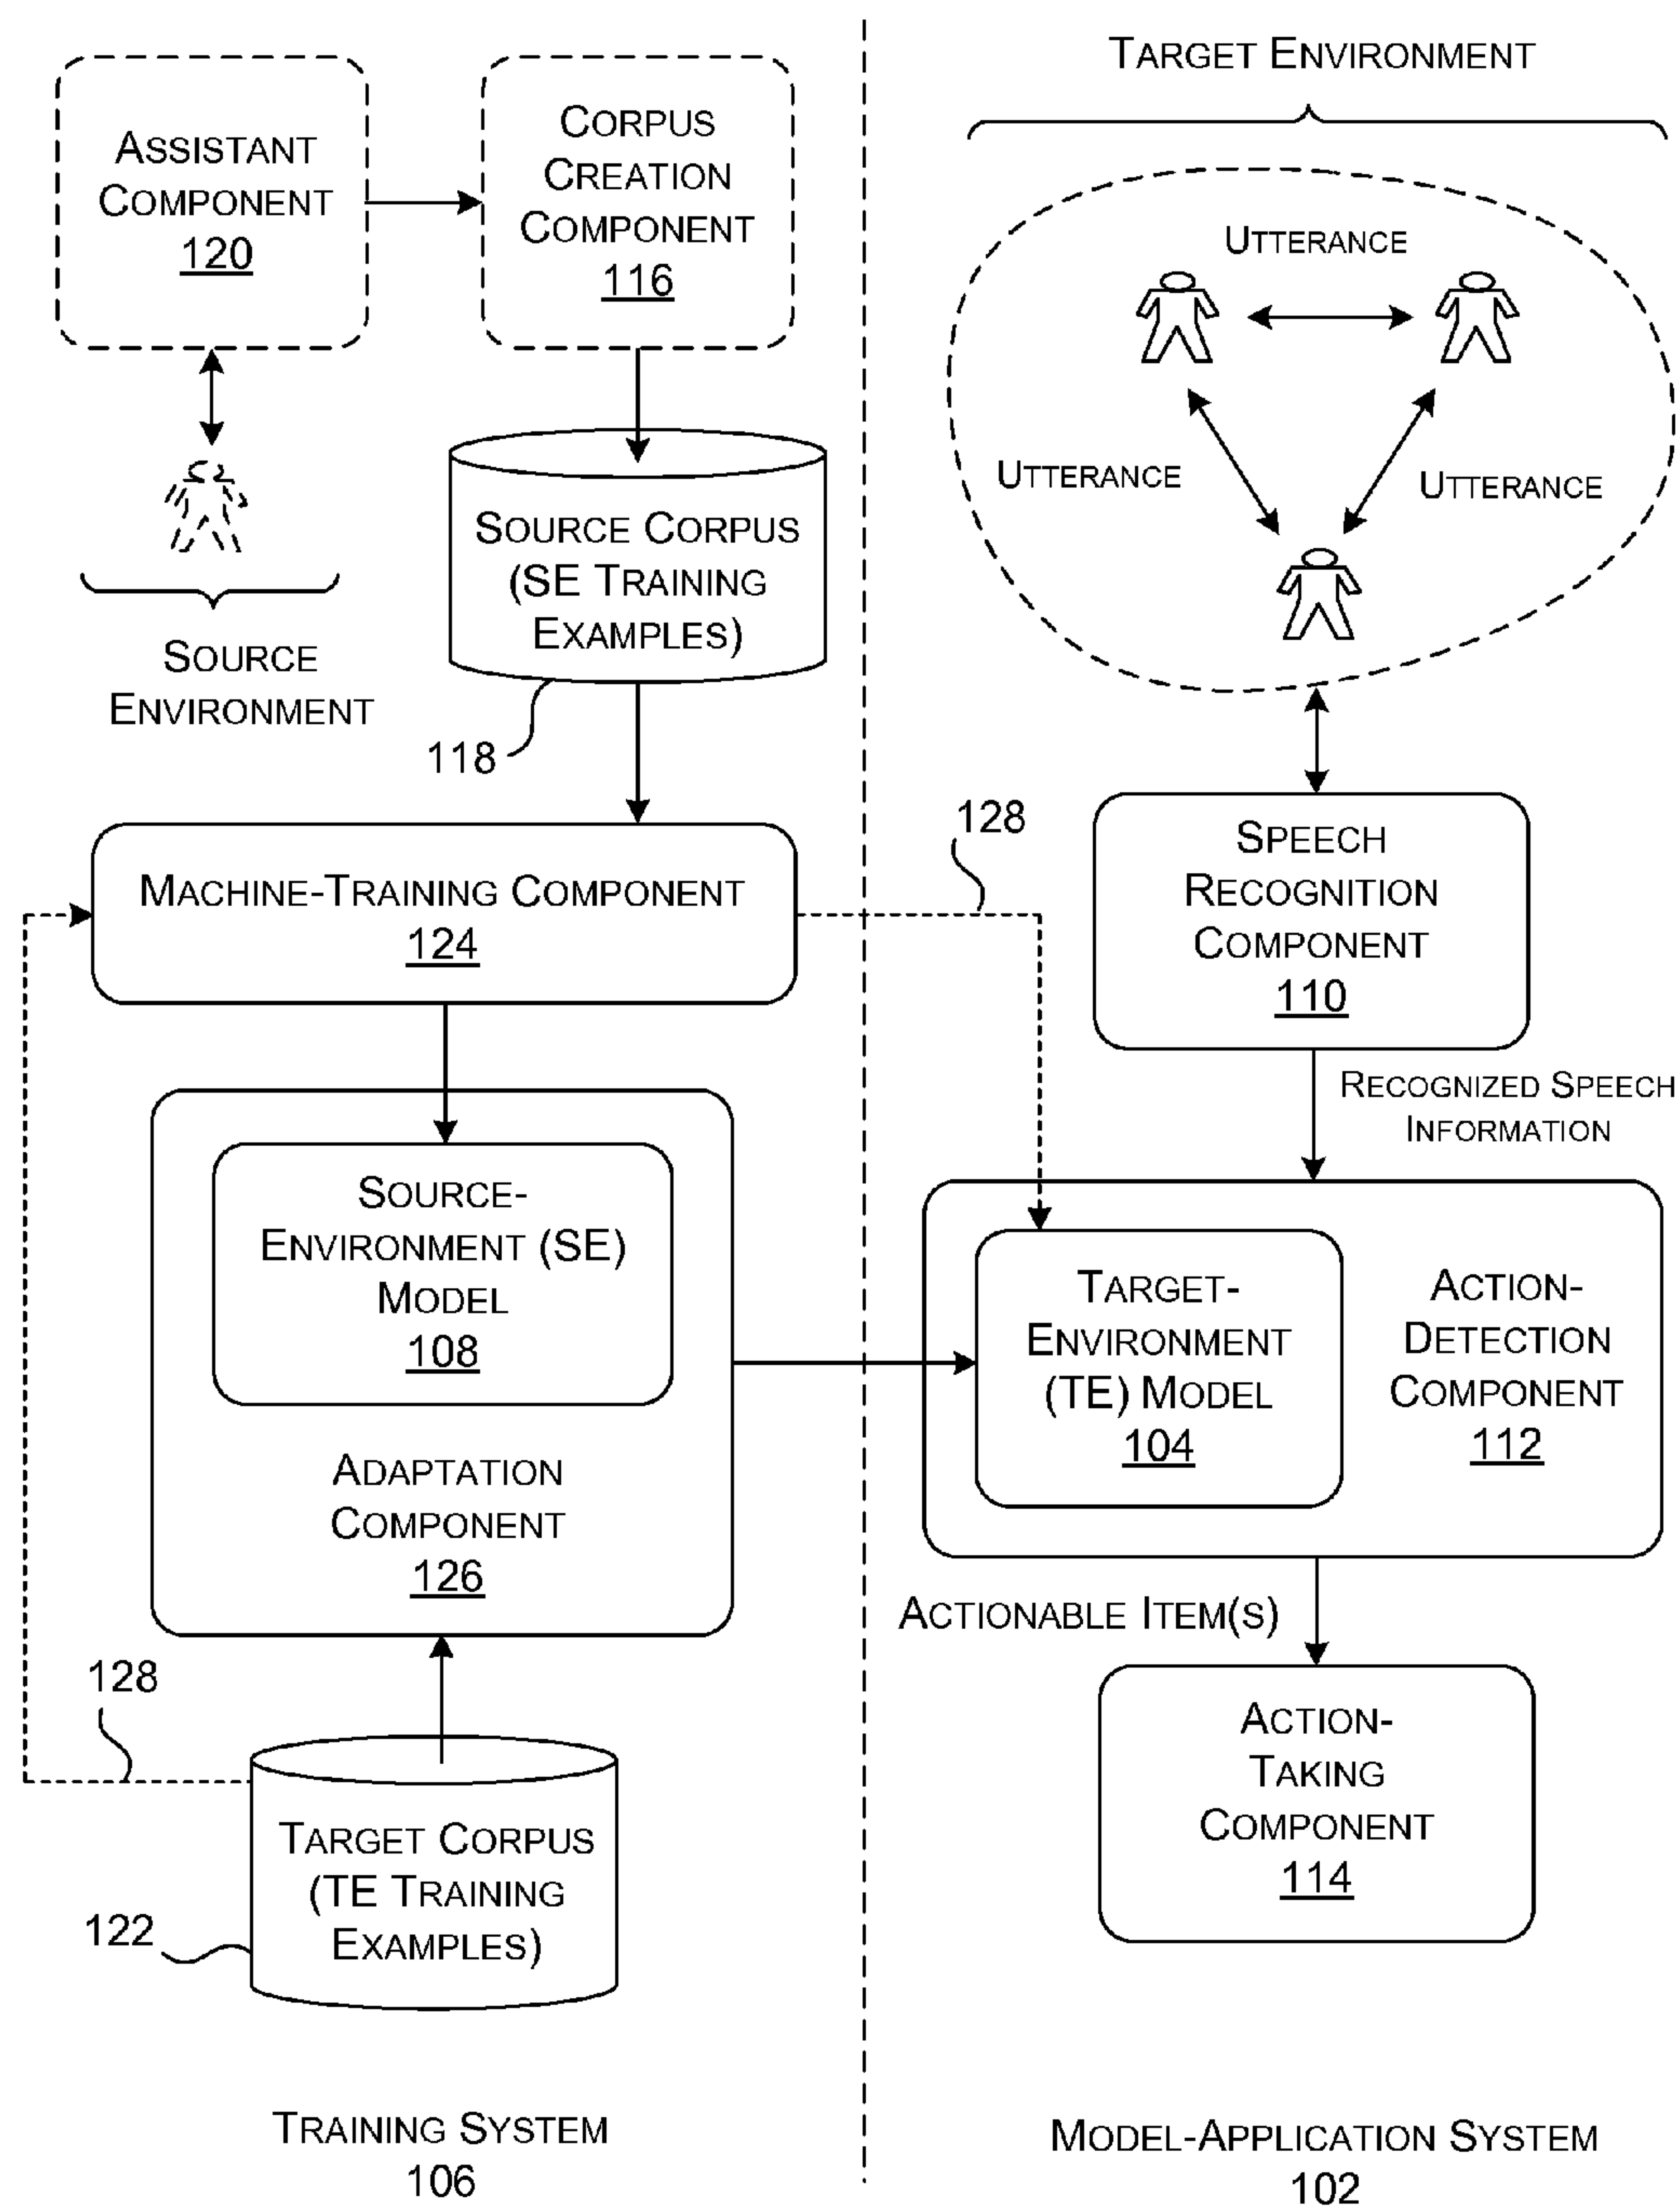 ASSISTANT
COMPONENT
120
CORPUS
CREATION
COMPONENT
116
SOURCE
ENVIRONMENT
SOURCE CORPUS
(SE TRAINING
EXAMPLES)
118
MACHINE-TRAINING COMPONENT
124
SOURCE-
ENVIRONMENT (SE)
MODEL
108
ADAPTATION
COMPONENT
126
128
TARGET CORPUS
(TE TRAINING
EXAMPLES)
122
TRAINING SYSTEM
106
TARGET ENVIRONMENT
UTTERANCE
UTTERANCE
UTTERANCE
128
SPEECH
RECOGNITION
COMPONENT
110
RECOGNIZED SPEECH
INFORMATION
TARGET-
ENVIRONMENT
(TE) MODEL
104
ACTION-
DETECTION
COMPONENT
112
ACTIONABLE ITEM(S)
ACTION-
TAKING
COMPONENT
114
MODEL-APPLICATION SYSTEM
102